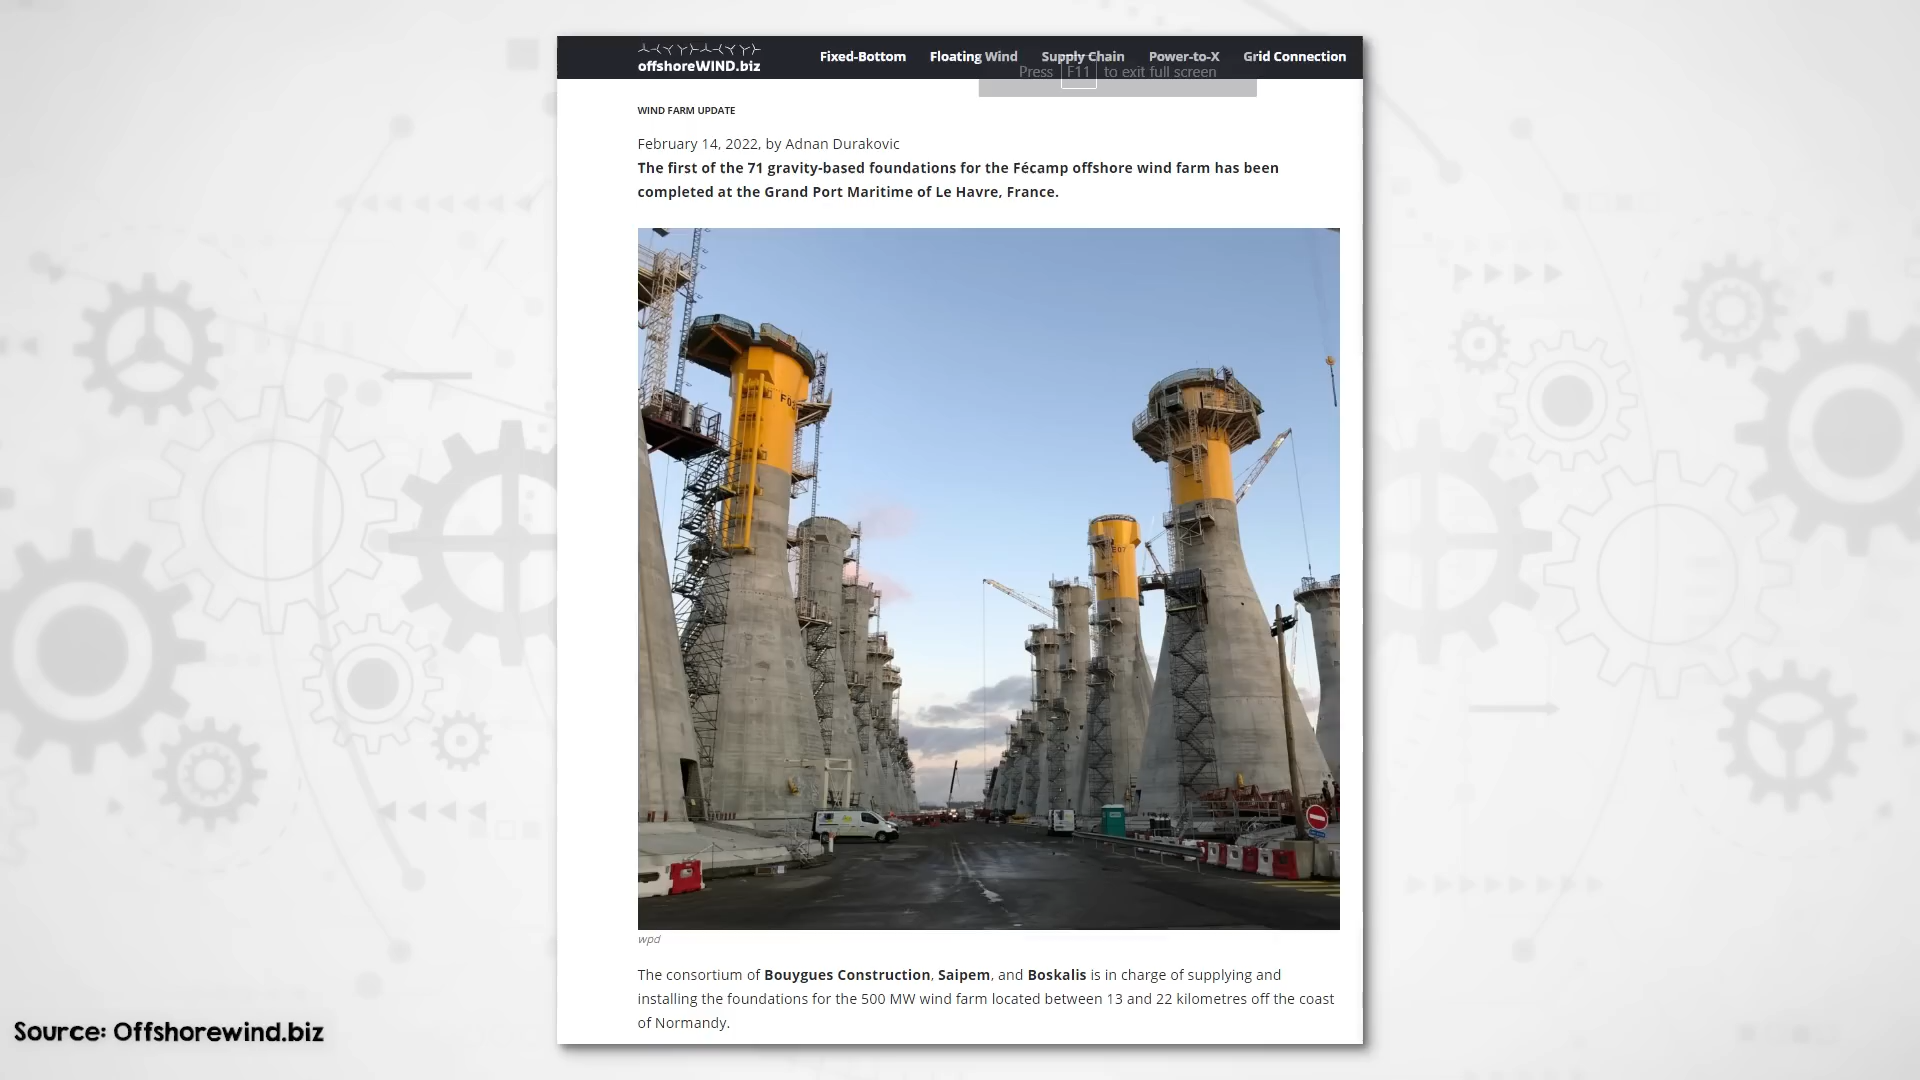 offshoreWIND.biz
Fixed-Bottom Floating Wind Supply Chain Power-to-X Grid Connection
Press F11 to exit full screen
WIND FARM UPDATE
February 14, 2022, by Adnan Durakovic
The first of the 71 gravity-based foundations for the Fécamp offshore wind farm has been
completed at the Grand Port Maritime of Le Havre, France.
E07
wpd
The consortium of Bouygues Construction, Saipem, and Boskalis is in charge of supplying and
installing the foundations for the 500 MW wind farm located between 13 and 22 kilometres off the coast
of Normandy.
Source: Offshorewind.biz